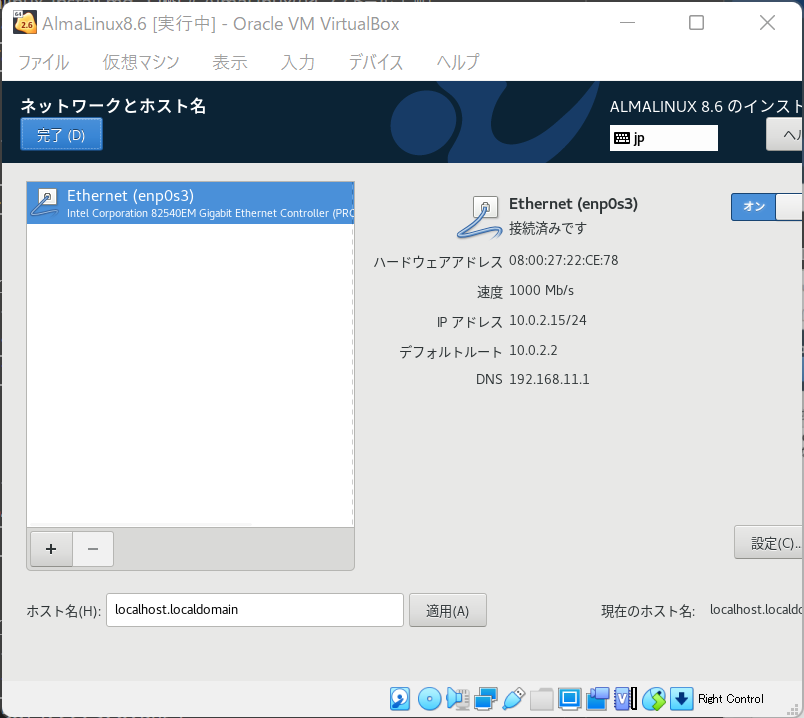 AlmaLinux8.6 [実行中] - Oracle VM VirtualBox
ファイル 仮想マシン 表示 入力 デバイス ヘルプ
ネットワークとホスト名
ALMALINUX 8.6 のインスト
完了 (D)
jp
ヘル
Ethernet (enp0s3)
Intel Corporation 82540EM Gigabit Ethernet Controller (PRO
Ethernet (enp0s3)
接続済みです
オン
ハードウェアアドレス 08:00:27:22:CE:78
速度 1000 Mb/s
IP アドレス 10.0.2.15/24
デフォルトルート 10.0.2.2
DNS 192.168.11.1
+ −
設定(C)...
ホスト名(H): localhost.localdomain 適用(A) 現在のホスト名: localhost.localdo
Right Control